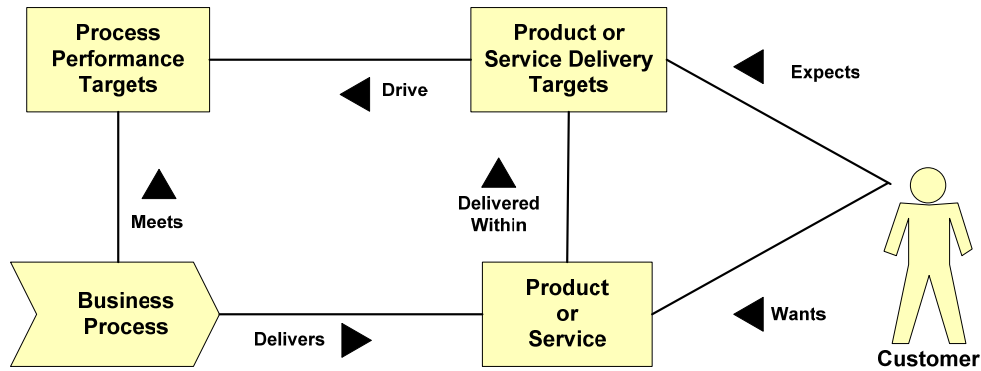 Process
Performance
Targets
Product or
Service Delivery
Targets
Expects
Drive
Meets
Delivered
Within
Business
Process
Product
or
Service
Delivers
Wants
Customer